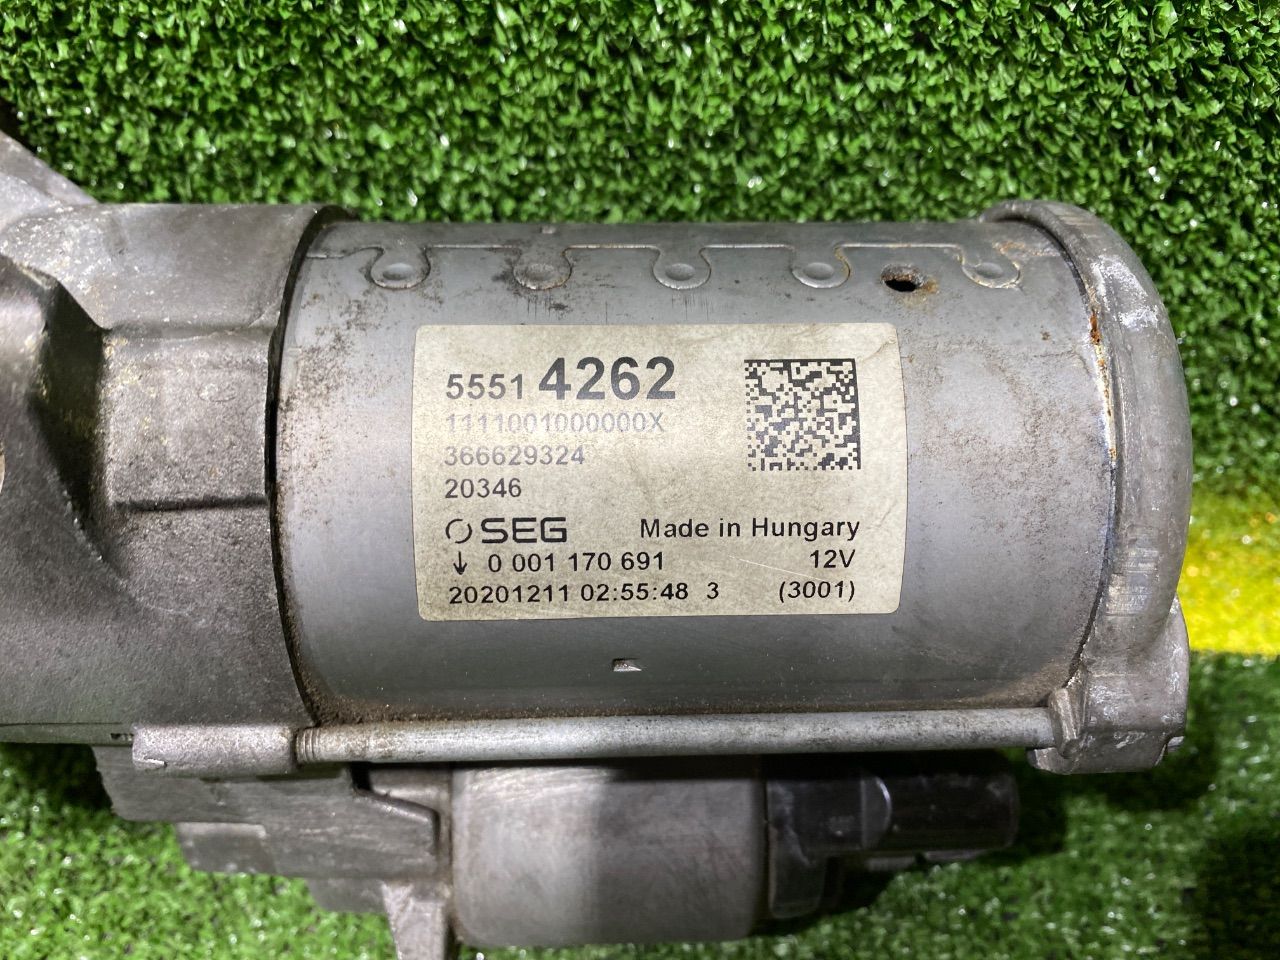 5551 4262
1111001000000X
366629324
20346
SEG Made in Hungary
↓ 0 001 170 691 12V
20201211 02:55:48 3 (3001)